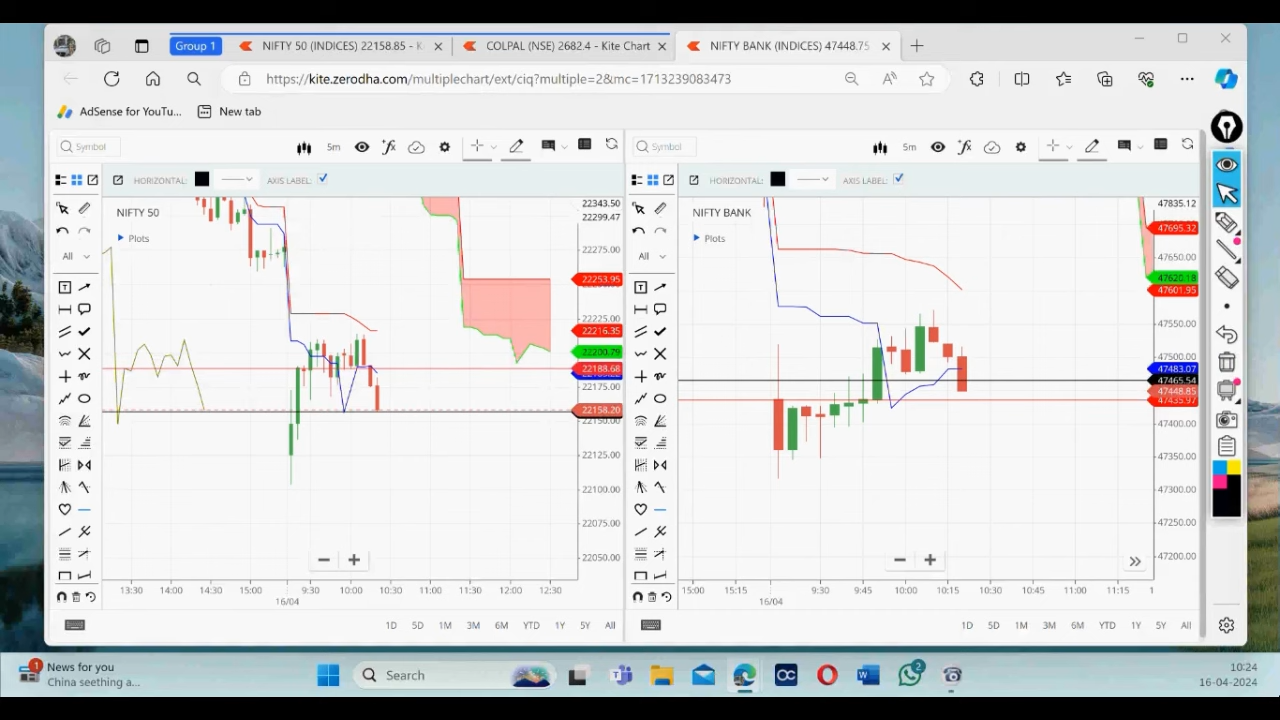 Group 1
NIFTY 50 (INDICES) 22158.85 - K
COLPAL (NSE) 2682.4 - Kite Chart
NIFTY BANK (INDICES) 47448.75
https://kite.zerodha.com/multiplechart/ext/ciq?multiple=2&mc=1713239083473
AdSense for YouTu...
New tab
Symbol
5m
Symbol
5m
HORIZONTAL:
AXIS LABEL:
HORIZONTAL:
AXIS LABEL:
NIFTY 50
Plots
All
22343.50
22299.47
22275.00
22253.95
22225.00
22216.35
22200.79
22188.68
22175.00
22158.20
22150.00
22125.00
22100.00
22075.00
22050.00
13:30 14:00 14:30 15:00 9:30 10:00 10:30 11:00 11:30 12:00 12:30
16/04
1D 5D 1M 3M 6M YTD 1Y 5Y All
NIFTY BANK
Plots
All
47835.12
47695.32
47650.00
47620.18
47601.95
47550.00
47500.00
47483.07
47465.54
47448.85
47435.97
47400.00
47350.00
47300.00
47250.00
47200.00
15:00 15:15 9:30 9:45 10:00 10:15 10:30 10:45 11:00 11:15 1
16/04
1D 5D 1M 3M 6M YTD 1Y 5Y All
1
News for you
China seething a...
Search
2
10:24
16-04-2024